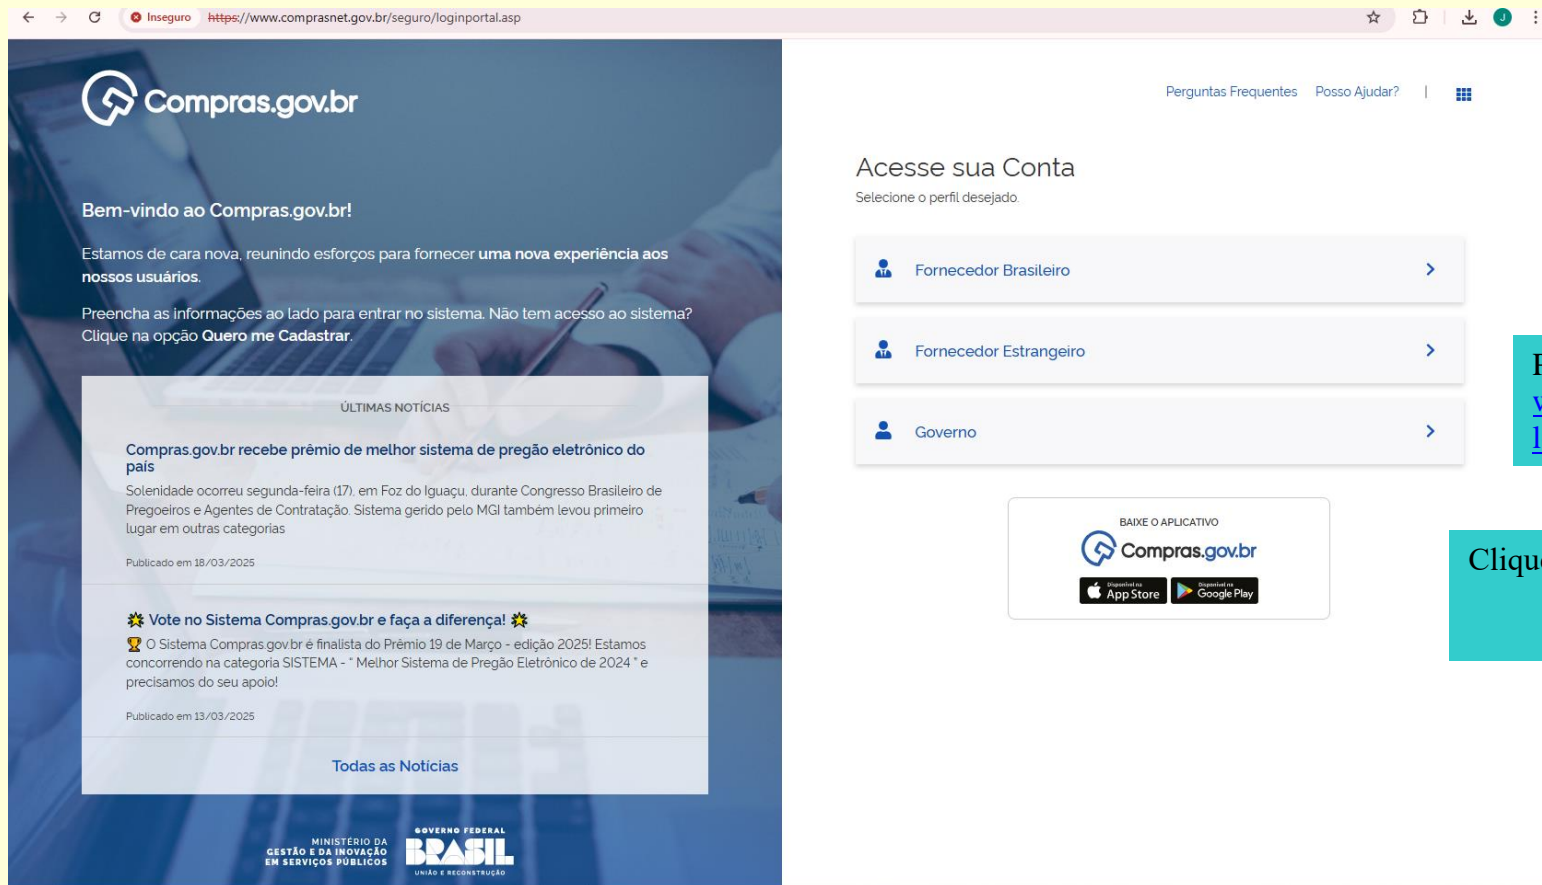 Inseguro https://www.comprasnet.gov.br/seguro/loginportal.asp
J
Compras.gov.br
Bem-vindo ao Compras.gov.br!
Estamos de cara nova, reunindo esforços para fornecer uma nova experiência aos
nossos usuários.
Preencha as informações ao lado para entrar no sistema. Não tem acesso ao sistema?
Clique na opção Quero me Cadastrar.
ÚLTIMAS NOTÍCIAS
Compras.gov.br recebe prêmio de melhor sistema de pregão eletrônico do
país
Solenidade ocorreu segunda-feira (17), em Foz do Iguaçu, durante Congresso Brasileiro de
Pregoeiros e Agentes de Contratação. Sistema gerido pelo MGI também levou primeiro
lugar em outras categorias
Publicado em 18/03/2025
Vote no Sistema Compras.gov.br e faça a diferença!
O Sistema Compras.gov.br é finalista do Prêmio 19 de Março - edição 2025! Estamos
concorrendo na categoria SISTEMA - " Melhor Sistema de Pregão Eletrônico de 2024 " e
precisamos do seu apoio!
Publicado em 13/03/2025
Todas as Notícias
MINISTÉRIO DA
GESTÃO E DA INOVAÇÃO
EM SERVIÇOS PÚBLICOS
GOVERNO FEDERAL
BRASIL
UNIÃO E RECONSTRUÇÃO
Perguntas Frequentes Posso Ajudar? |
Acesse sua Conta
Selecione o perfil desejado.
Fornecedor Brasileiro
Fornecedor Estrangeiro
Governo
BAIXE O APLICATIVO
Compras.gov.br
Disponível na
App Store
Disponível no
Google Play
Clique